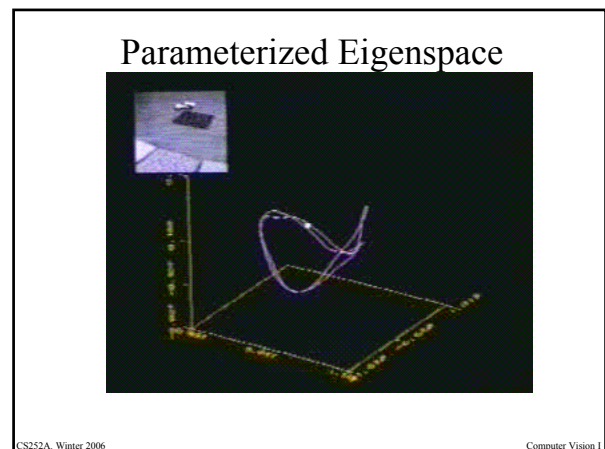 Parameterized Eigenspace
CS252A, Winter 2006
Computer Vision I